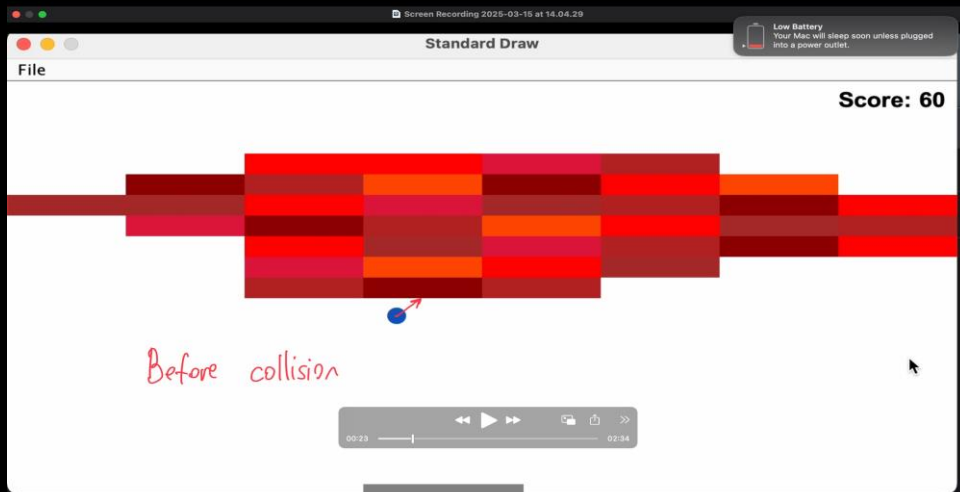 Screen Recording 2025-03-15 at 14.04.29
Low Battery
Your Mac will sleep soon unless plugged
into a power outlet.
Standard Draw
File
Score: 60
Before collision
00:23
02:34